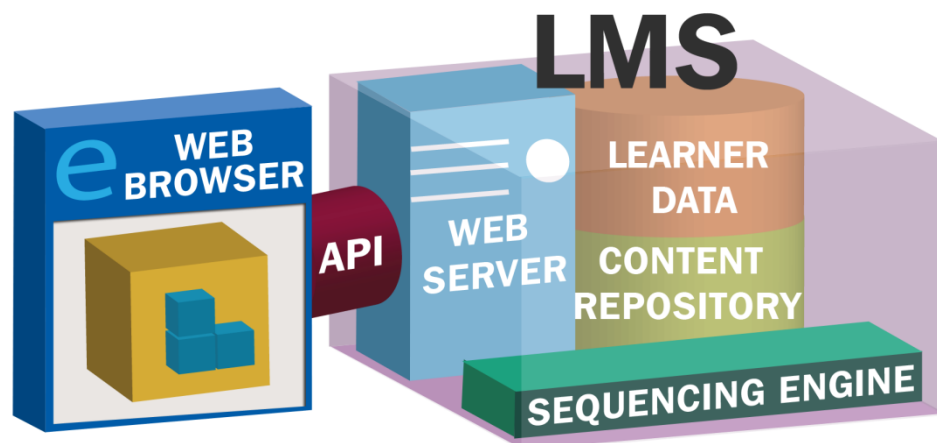 LMS
e
WEB
BROWSER
API
WEB
SERVER
LEARNER
DATA
CONTENT
REPOSITORY
SEQUENCING ENGINE